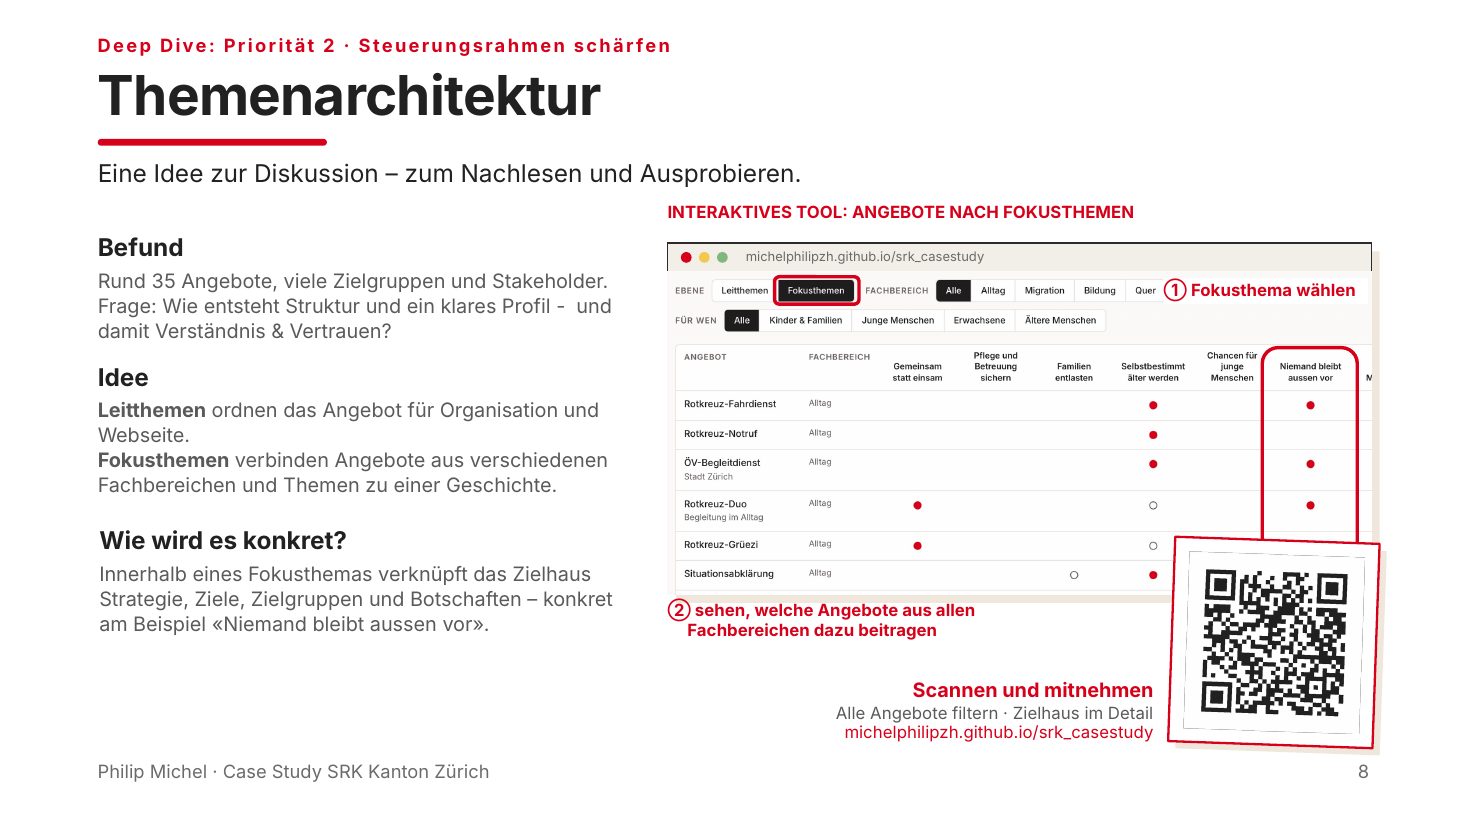 Deep Dive: Priorität 2 · Steuerungsrahmen schärfen
Themenarchitektur
Eine Idee zur Diskussion – zum Nachlesen und Ausprobieren.
Befund
Rund 35 Angebote, viele Zielgruppen und Stakeholder.
Frage: Wie entsteht Struktur und ein klares Profil -  und
damit Verständnis & Vertrauen?
Idee
Leitthemen ordnen das Angebot für Organisation und
Webseite.
Fokusthemen verbinden Angebote aus verschiedenen
Fachbereichen und Themen zu einer Geschichte.
Wie wird es konkret?
Innerhalb eines Fokusthemas verknüpft das Zielhaus
Strategie, Ziele, Zielgruppen und Botschaften – konkret
am Beispiel «Niemand bleibt aussen vor».
INTERAKTIVES TOOL: ANGEBOTE NACH FOKUSTHEMEN
michelphilipzh.github.io/srk_casestudy
EBENE Leitthemen Fokusthemen FACHBEREICH Alle Alltag Migration Bildung Quer ① Fokusthema wählen
FÜR WEN Alle Kinder & Familien Junge Menschen Erwachsene Ältere Menschen
ANGEBOT FACHBEREICH
Gemeinsam
statt einsam
Pflege und
Betreuung
sichern
Familien
entlasten
Selbstbestimmt
älter werden
Chancen für
junge
Menschen
Niemand bleibt
aussen vor
M
Rotkreuz-Fahrdienst Alltag
Rotkreuz-Notruf Alltag
ÖV-Begleitdienst Alltag
Stadt Zürich
Rotkreuz-Duo Alltag
Begleitung im Alltag
Rotkreuz-Grüezi Alltag
Situationsabklärung Alltag
② sehen, welche Angebote aus allen
Fachbereichen dazu beitragen
Scannen und mitnehmen
Alle Angebote filtern · Zielhaus im Detail
michelphilipzh.github.io/srk_casestudy
Philip Michel · Case Study SRK Kanton Zürich
8